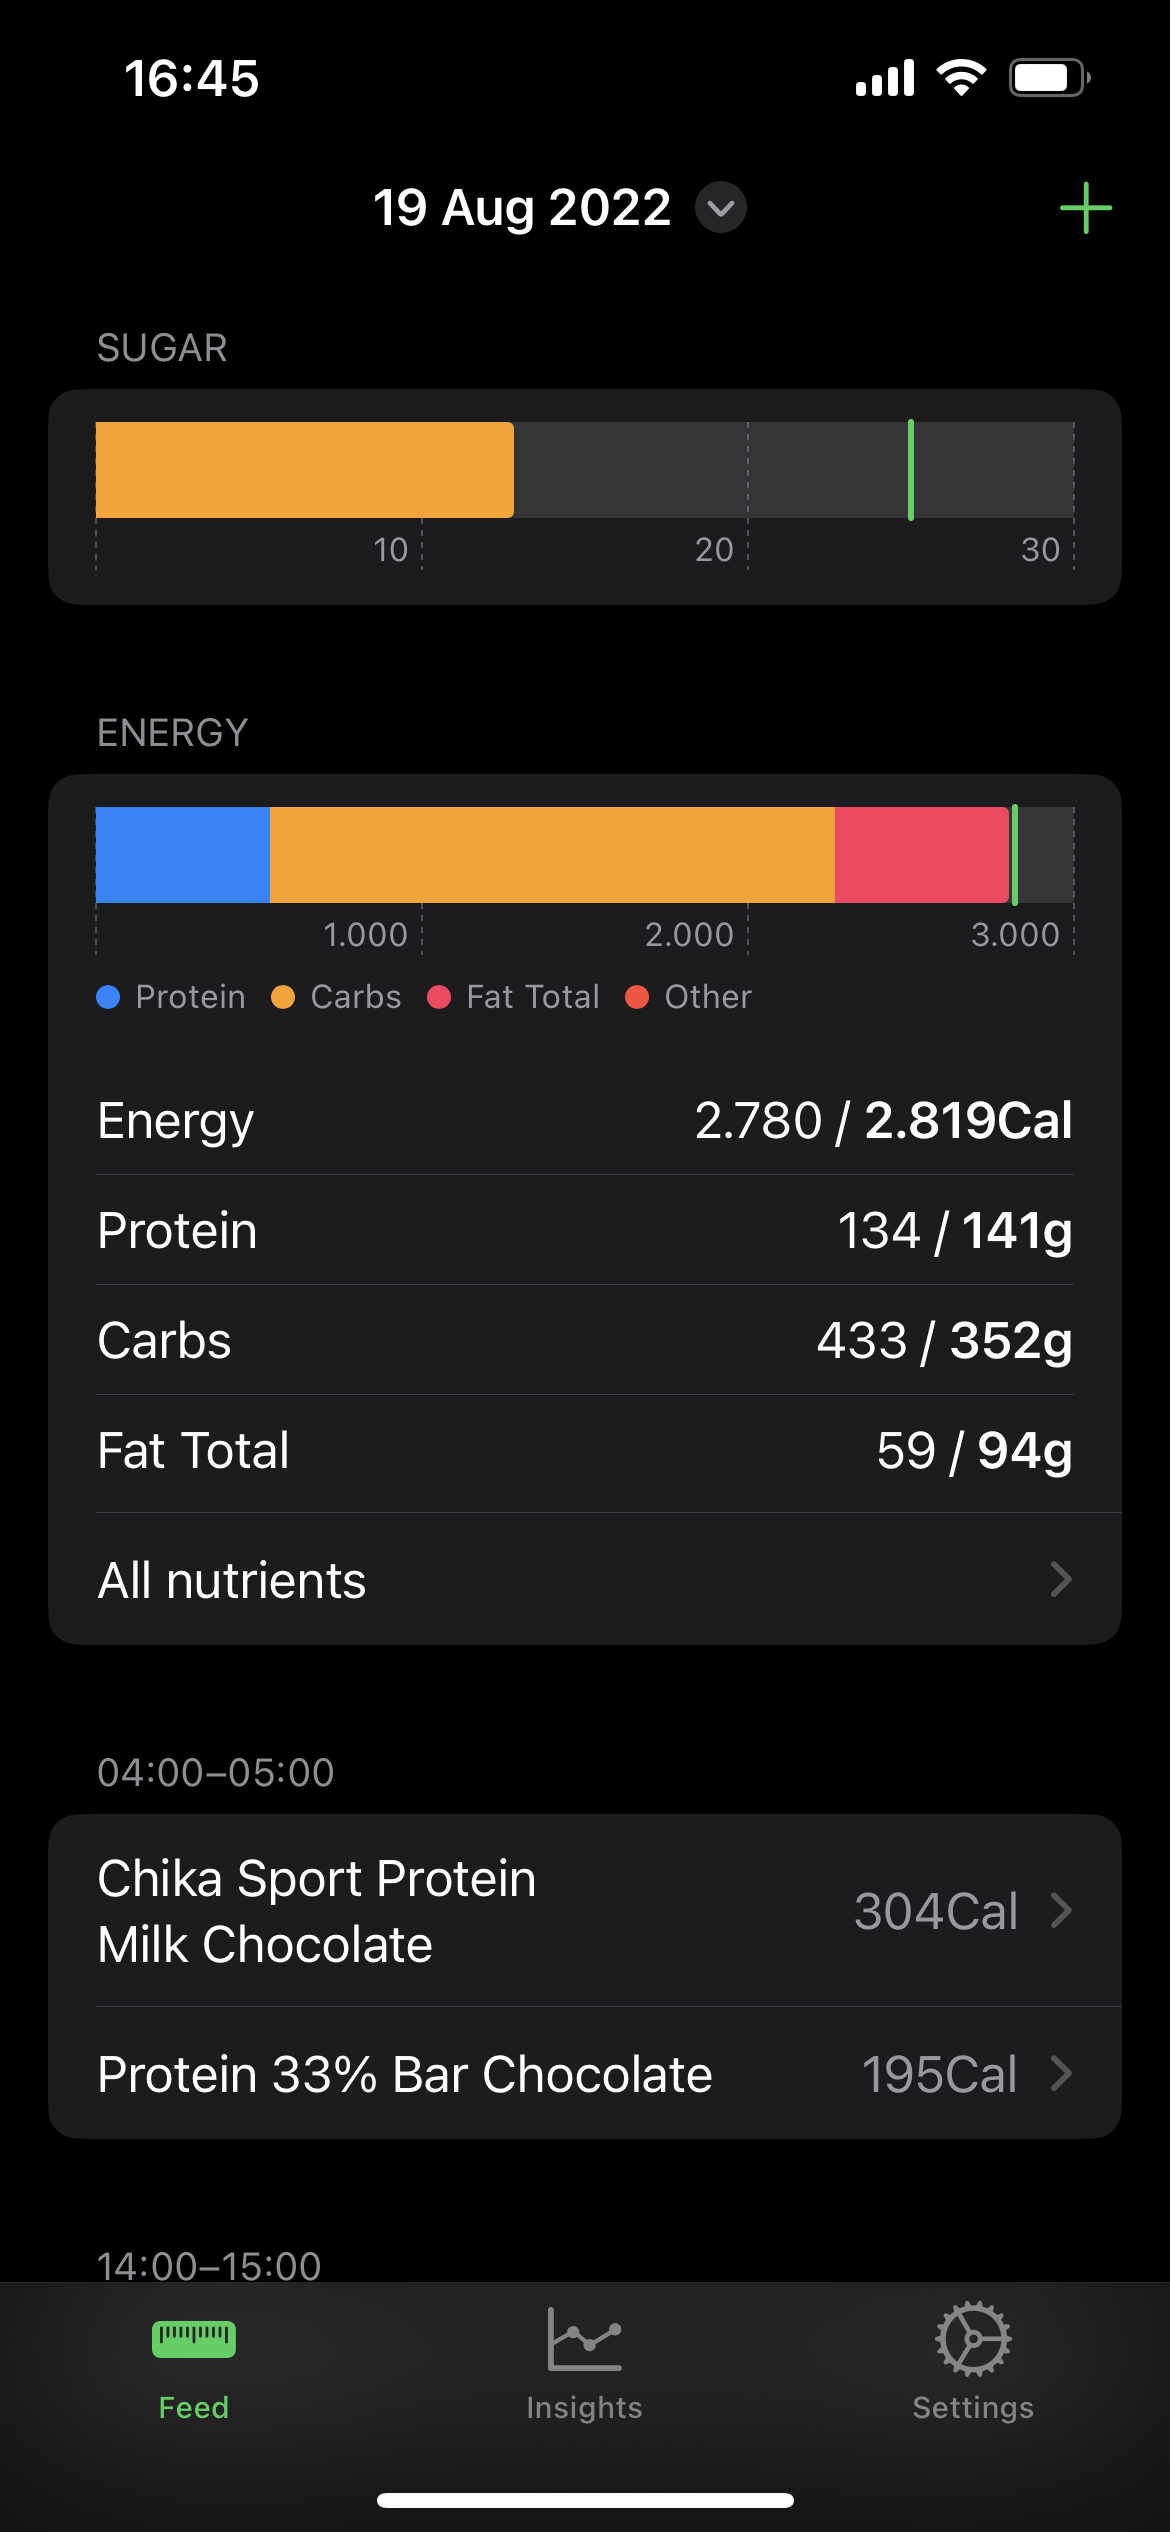 16:45
19 Aug 2022
SUGAR
10 20 30
ENERGY
1.000 2.000 3.000
Protein Carbs Fat Total Other
Energy 2.780 / 2.819Cal
Protein 134 / 141g
Carbs 433 / 352g
Fat Total 59 / 94g
All nutrients
04:00–05:00
Chika Sport Protein
Milk Chocolate
304Cal
Protein 33% Bar Chocolate 195Cal
14:00–15:00
Feed Insights Settings